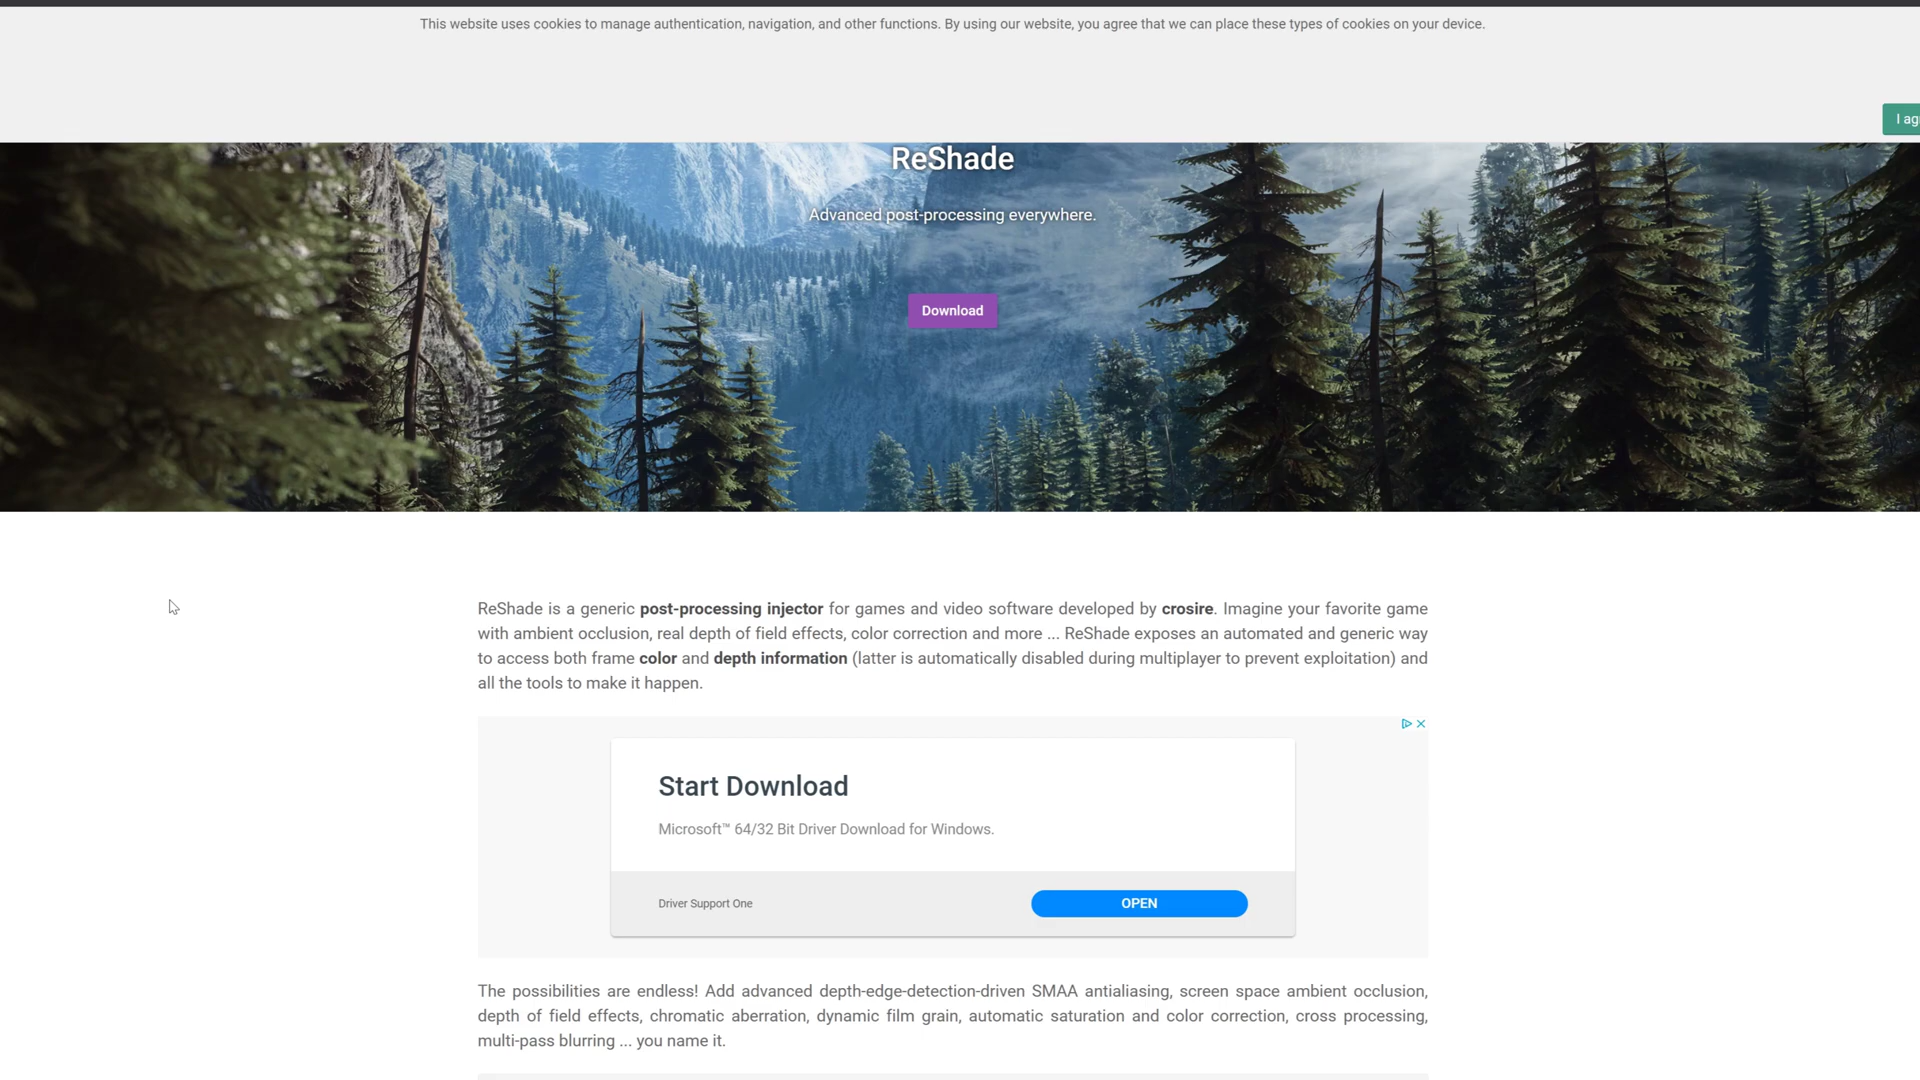 This website uses cookies to manage authentication, navigation, and other functions. By using our website, you agree that we can place these types of cookies on your device.
I ag
ReShade
Advanced post-processing everywhere.
Download
ReShade is a generic post-processing injector for games and video software developed by crosire. Imagine your favorite game
with ambient occlusion, real depth of field effects, color correction and more ... ReShade exposes an automated and generic way
to access both frame color and depth information (latter is automatically disabled during multiplayer to prevent exploitation) and
all the tools to make it happen.
Start Download
Microsoft™ 64/32 Bit Driver Download for Windows.
Driver Support One
OPEN
The possibilities are endless! Add advanced depth-edge-detection-driven SMAA antialiasing, screen space ambient occlusion,
depth of field effects, chromatic aberration, dynamic film grain, automatic saturation and color correction, cross processing,
multi-pass blurring ... you name it.